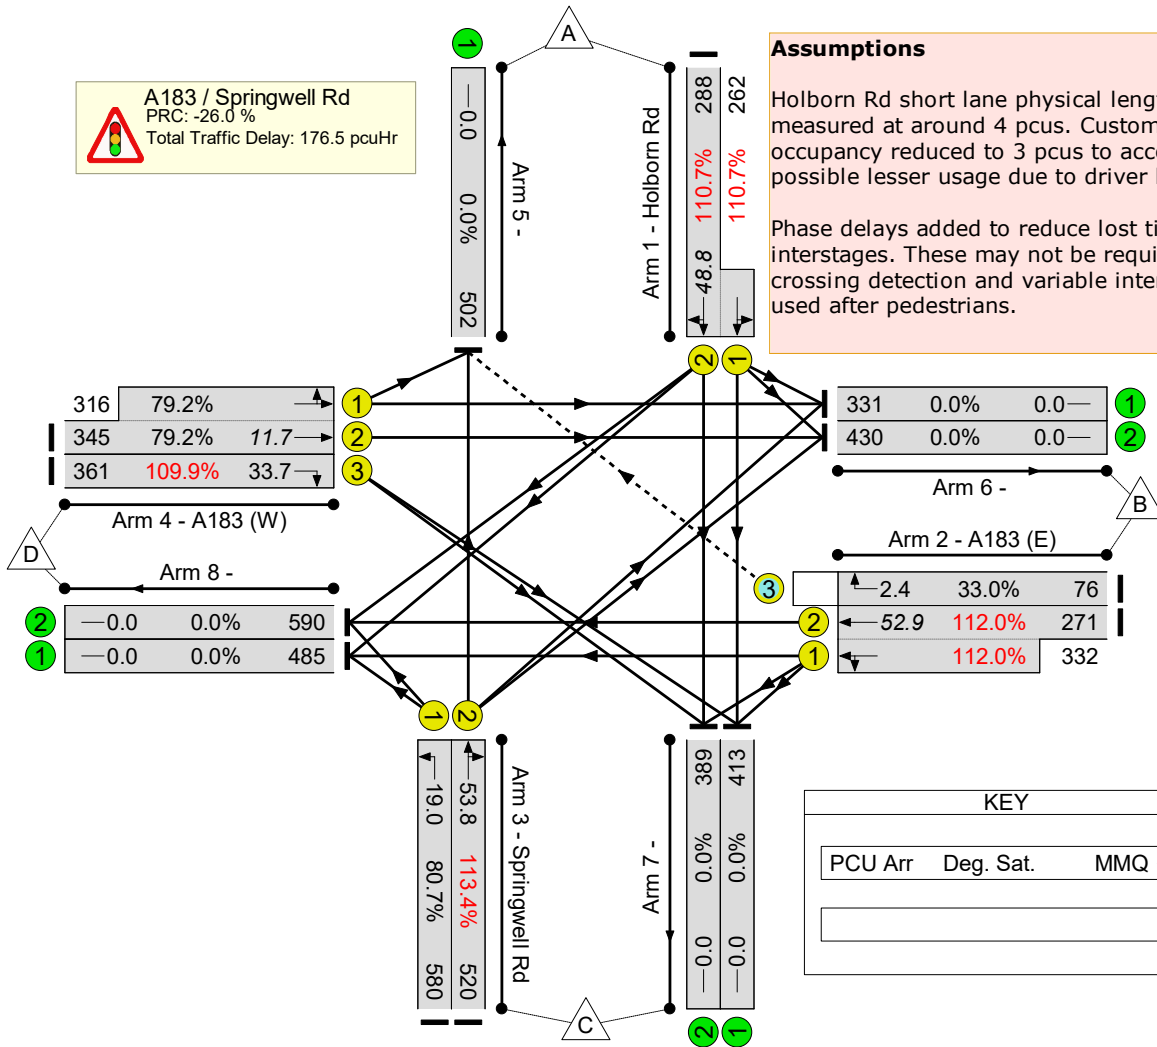 A183 / Springwell Rd
PRC: -26.0 %
Total Traffic Delay: 176.5 pcuHr
Assumptions
Holborn Rd short lane physical leng
measured at around 4 pcus. Custom
occupancy reduced to 3 pcus to acc
possible lesser usage due to driver
Phase delays added to reduce lost ti
interstages. These may not be requi
crossing detection and variable inter
used after pedestrians.
A
1
0.0 0.0% 502
Arm 5 -
Arm 1 - Holborn Rd
288 110.7% 48.8
262 110.7%
2 1
316 79.2% 1
345 79.2% 11.7 2
361 109.9% 33.7 3
Arm 4 - A183 (W)
D
Arm 8 -
2 0.0 0.0% 590
1 0.0 0.0% 485
331 0.0% 0.0 1
430 0.0% 0.0 2
Arm 6 -
B
Arm 2 - A183 (E)
3 2.4 33.0% 76
2 52.9 112.0% 271
1 112.0% 332
1 2
19.0 80.7% 580
53.8 113.4% 520
Arm 3 - Springwell Rd
C
Arm 7 -
389 0.0% 0.0
413 0.0% 0.0
2 1
KEY
PCU Arr Deg. Sat. MMQ